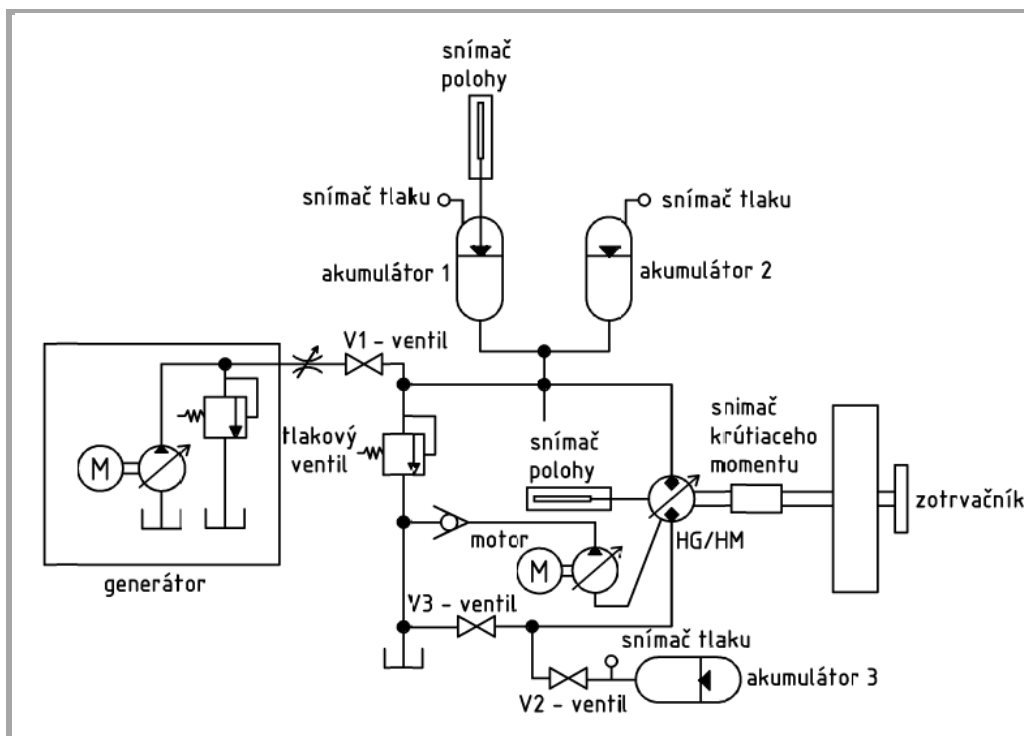 snímač
polohy
snímač tlaku
snímač tlaku
akumulátor 1
akumulátor 2
V1 - ventil
tlakový
ventil
snímač
polohy
snimač
krútiaceho
momentu
zotrvačník
M
motor
M
HG/HM
generátor
V3 - ventil
snímač tlaku
V2 - ventil
akumulátor 3